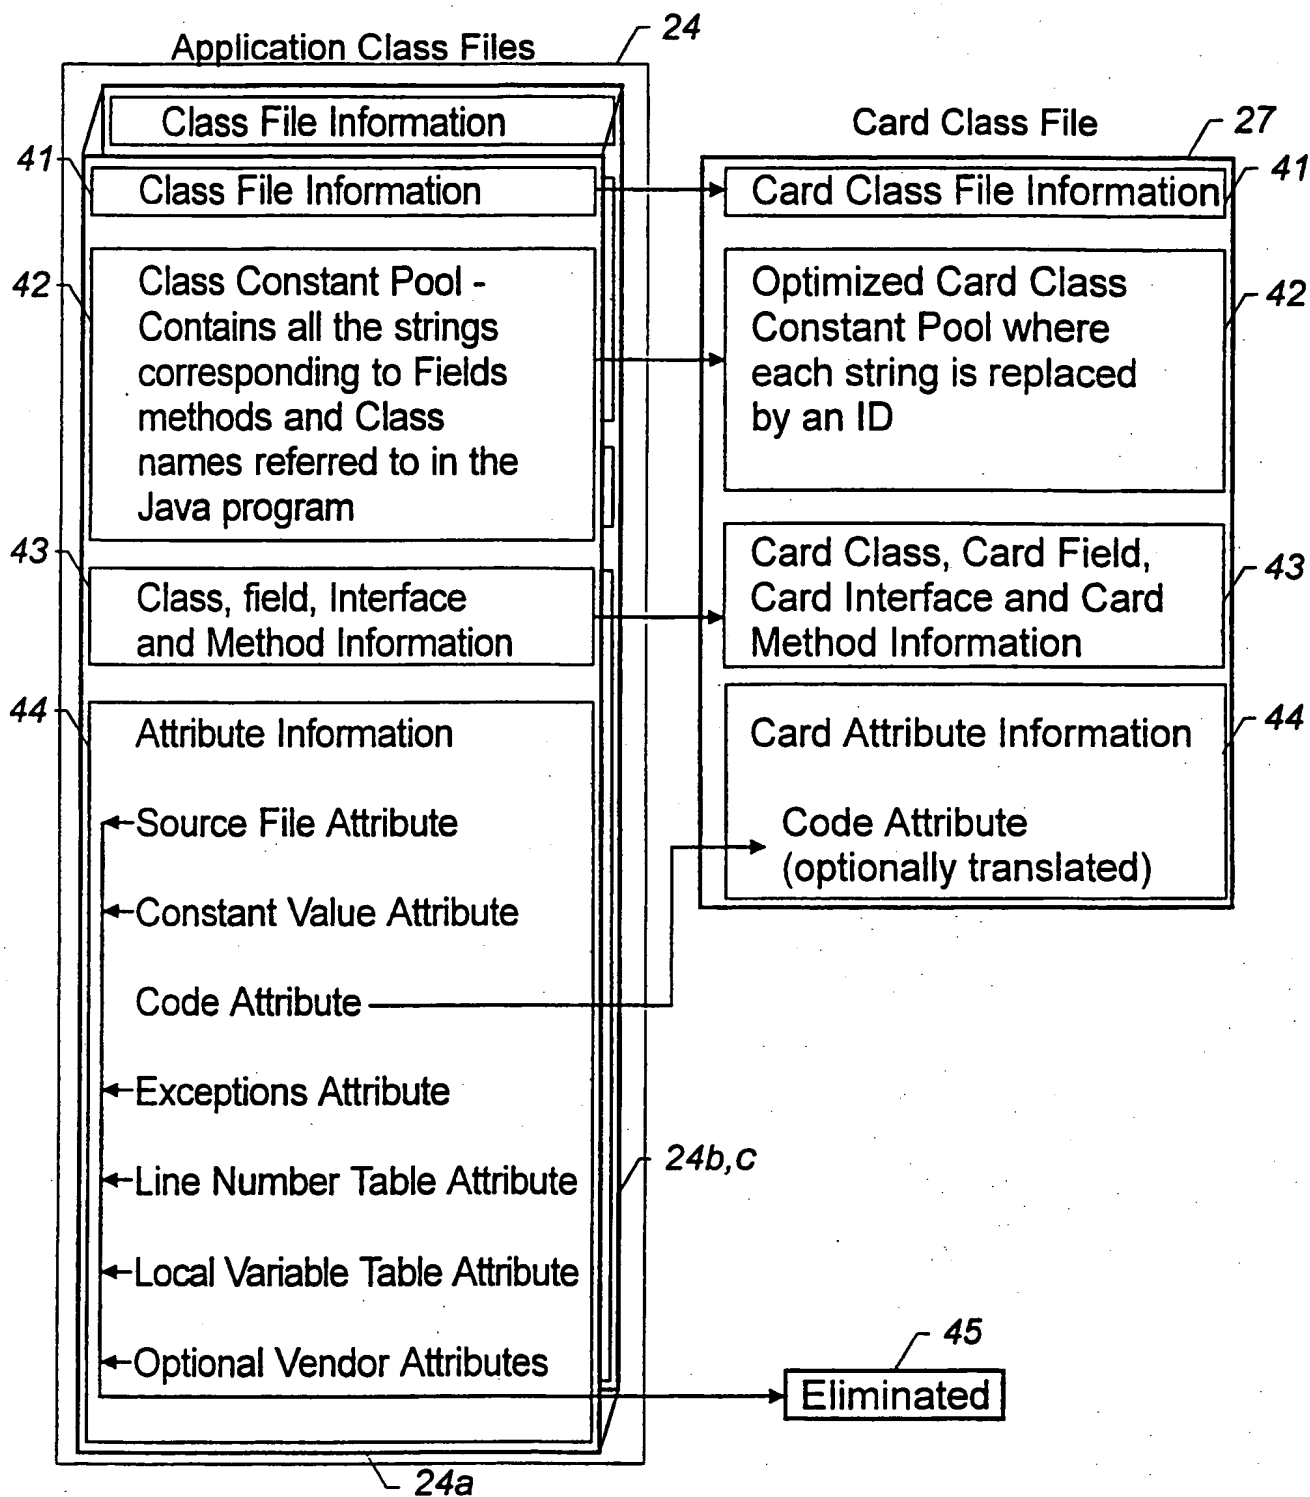 Application Class Files
24
Class File Information
41
Class File Information
42
Class Constant Pool -
Contains all the strings
corresponding to Fields
methods and Class
names referred to in the
Java program
43
Class, field, Interface
and Method Information
44
Attribute Information
Source File Attribute
Constant Value Attribute
Code Attribute
Exceptions Attribute
Line Number Table Attribute
Local Variable Table Attribute
Optional Vendor Attributes
24b,c
24a
Card Class File
27
Card Class File Information
41
Optimized Card Class
Constant Pool where
each string is replaced
by an ID
42
Card Class, Card Field,
Card Interface and Card
Method Information
43
Card Attribute Information
44
Code Attribute
(optionally translated)
45
Eliminated